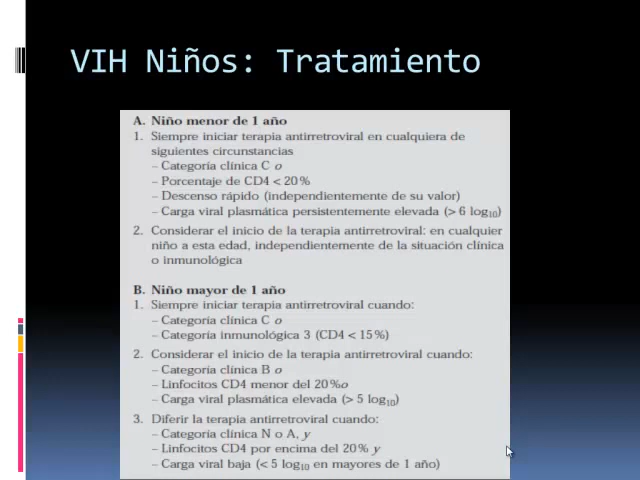 VIH Niños: Tratamiento
A. Niño menor de 1 año
1. Siempre iniciar terapia antirretroviral en cualquiera de
siguientes circunstancias
– Categoría clínica C o
– Porcentaje de CD4 < 20%
– Descenso rápido (independientemente de su valor)
– Carga viral plasmática persistentemente elevada (> 6 log10)
2. Considerar el inicio de la terapia antirretroviral: en cualquier
niño a esta edad, independientemente de la situación clínica
o inmunológica
B. Niño mayor de 1 año
1. Siempre iniciar terapia antirretroviral cuando:
– Categoría clínica C o
– Categoría inmunológica 3 (CD4 < 15%)
2. Considerar el inicio de la terapia antirretroviral cuando:
– Categoría clínica B o
– Linfocitos CD4 menor del 20%o
– Carga viral plasmática elevada (> 5 log10)
3. Diferir la terapia antirretroviral cuando:
– Categoría clínica N o A, y
– Linfocitos CD4 por encima del 20% y
– Carga viral baja (< 5 log10 en mayores de 1 año)